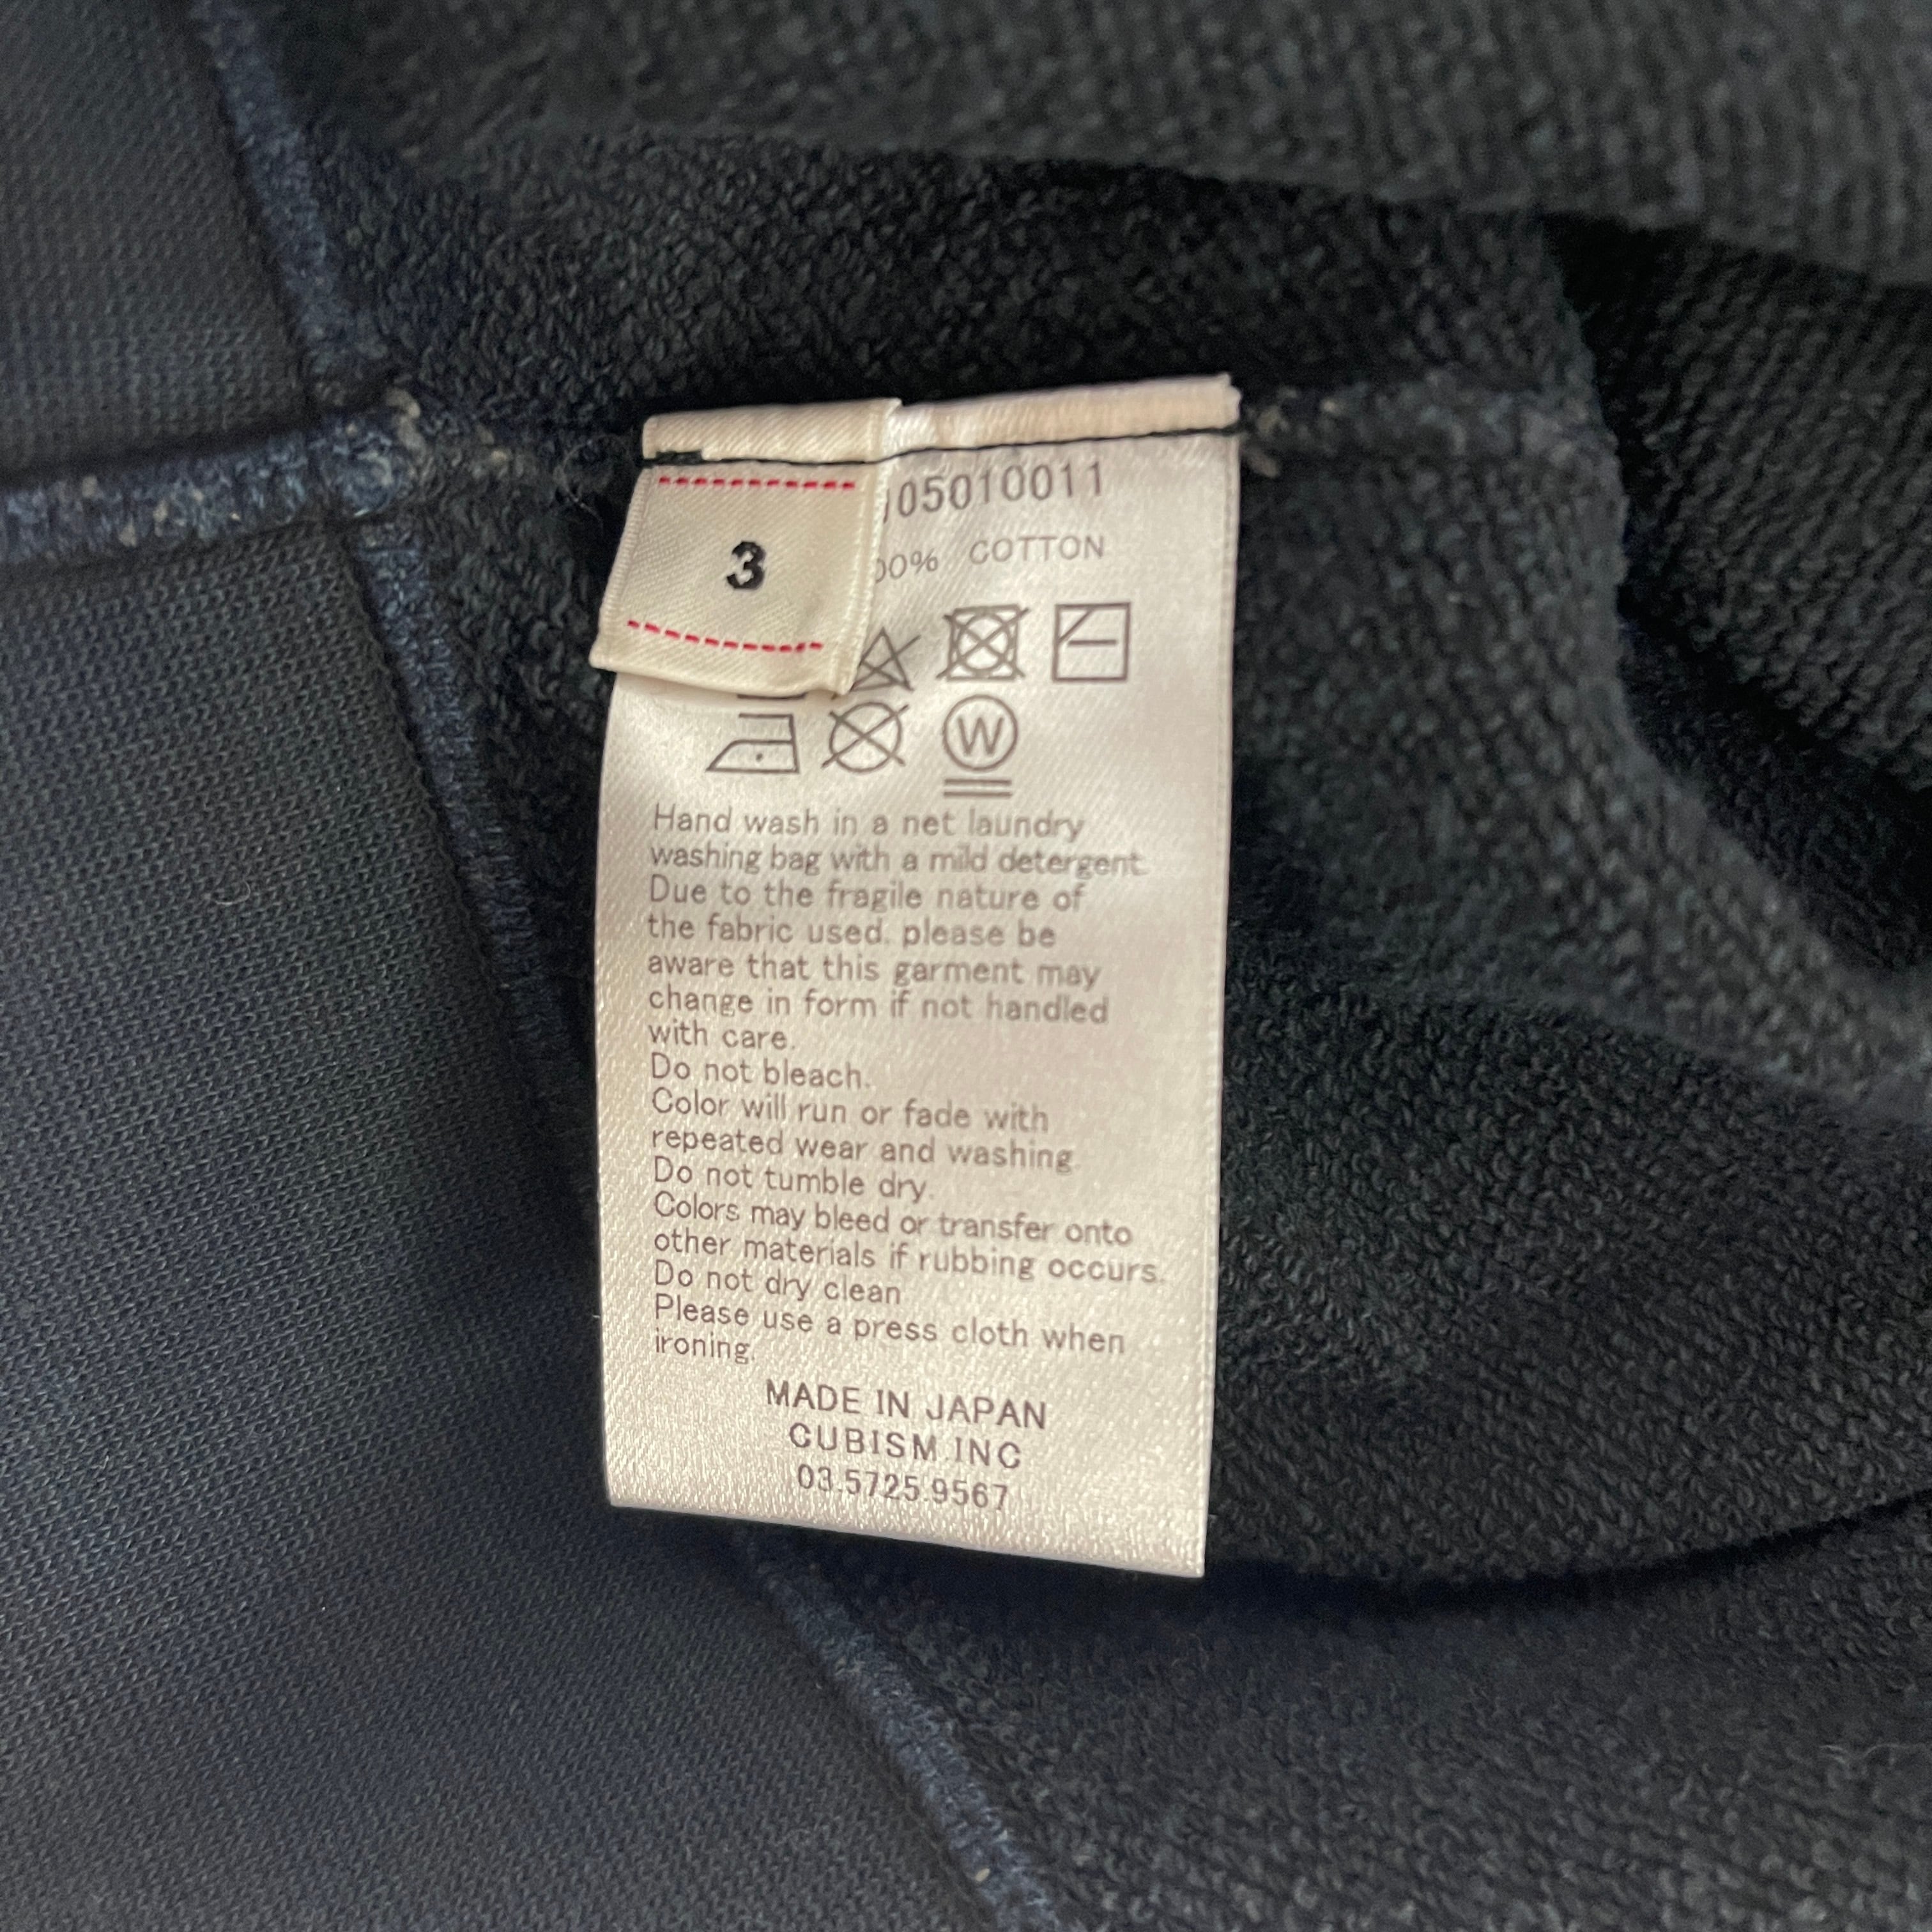 3
05010011
00% COTTON
W
Hand wash in a net laundry
washing bag with a mild detergent.
Due to the fragile nature of
the fabric used. please be
aware that this garment may
change in form if not handled
with care.
Do not bleach.
Color will run or fade with
repeated wear and washing.
Do not tumble dry.
Colors may bleed or transfer onto
other materials if rubbing occurs.
Do not dry clean
Please use a press cloth when
ironing.
MADE IN JAPAN
CUBISM.INC
03.5725.9567